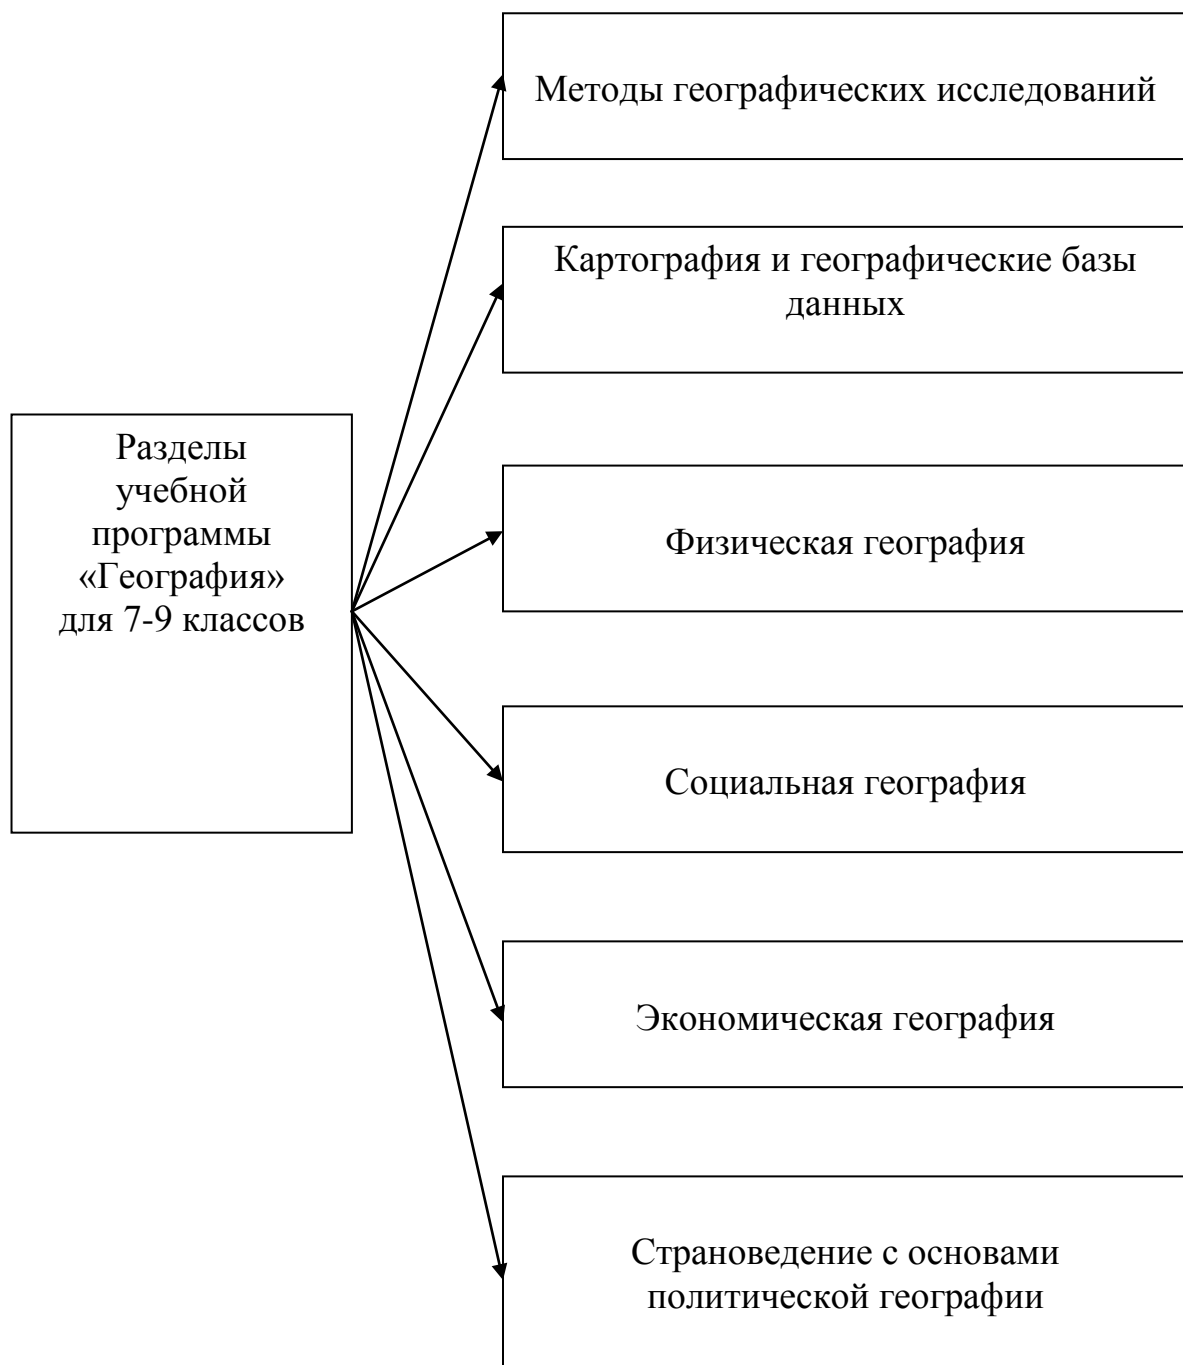 Методы географических исследований
Картография и географические базы
данных
Разделы
учебной
программы
«География»
для 7-9 классов
Физическая география
Социальная география
Экономическая география
Страноведение с основами
политической географии